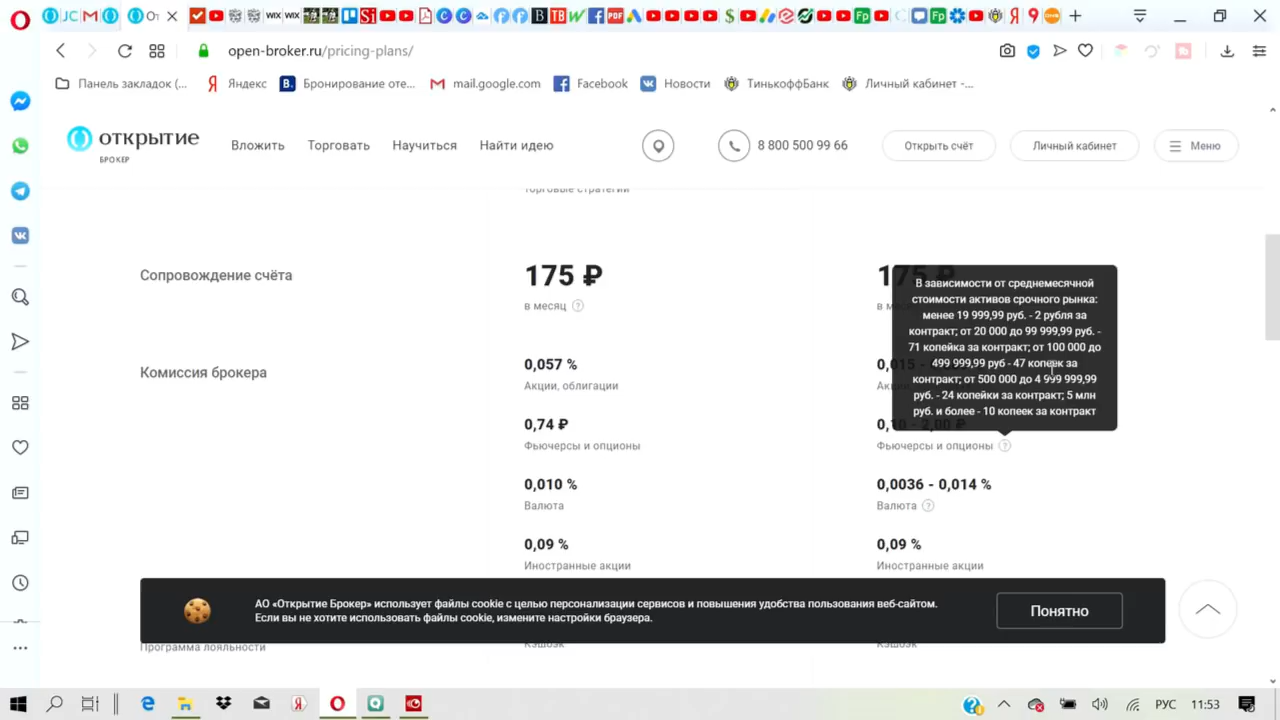 open-broker.ru/pricing-plans/
Панель закладок (...
Яндекс
Бронирование оте...
mail.google.com
Facebook
Новости
ТинькоффБанк
Личный кабинет -...
открытие
БРОКЕР
Вложить
Торговать
Научиться
Найти идею
8 800 500 99 66
Открыть счёт
Личный кабинет
Меню
торговые стратегии
Сопровождение счёта
175 ₽
в месяц
В зависимости от среднемесячной
стоимости активов срочного рынка:
менее 19 999,99 руб. - 2 рубля за
контракт; от 20 000 до 99 999,99 руб. -
71 копейка за контракт; от 100 000 до
499 999,99 руб - 47 копеек за
контракт; от 500 000 до 4 999 999,99
руб. - 24 копейки за контракт; 5 млн
руб. и более - 10 копеек за контракт
Комиссия брокера
0,057 %
Акции, облигации
0,74 ₽
0,10 - 2,00 ₽
Фьючерсы и опционы
Фьючерсы и опционы
0,010 %
0,0036 - 0,014 %
Валюта
Валюта
0,09 %
0,09 %
Иностранные акции
Иностранные акции
АО «Открытие Брокер» использует файлы cookie с целью персонализации сервисов и повышения удобства пользования веб-сайтом.
Если вы не хотите использовать файлы cookie, измените настройки браузера.
Понятно
Программа лояльности
Кэшбэк
Кэшбэк
РУС
11:53